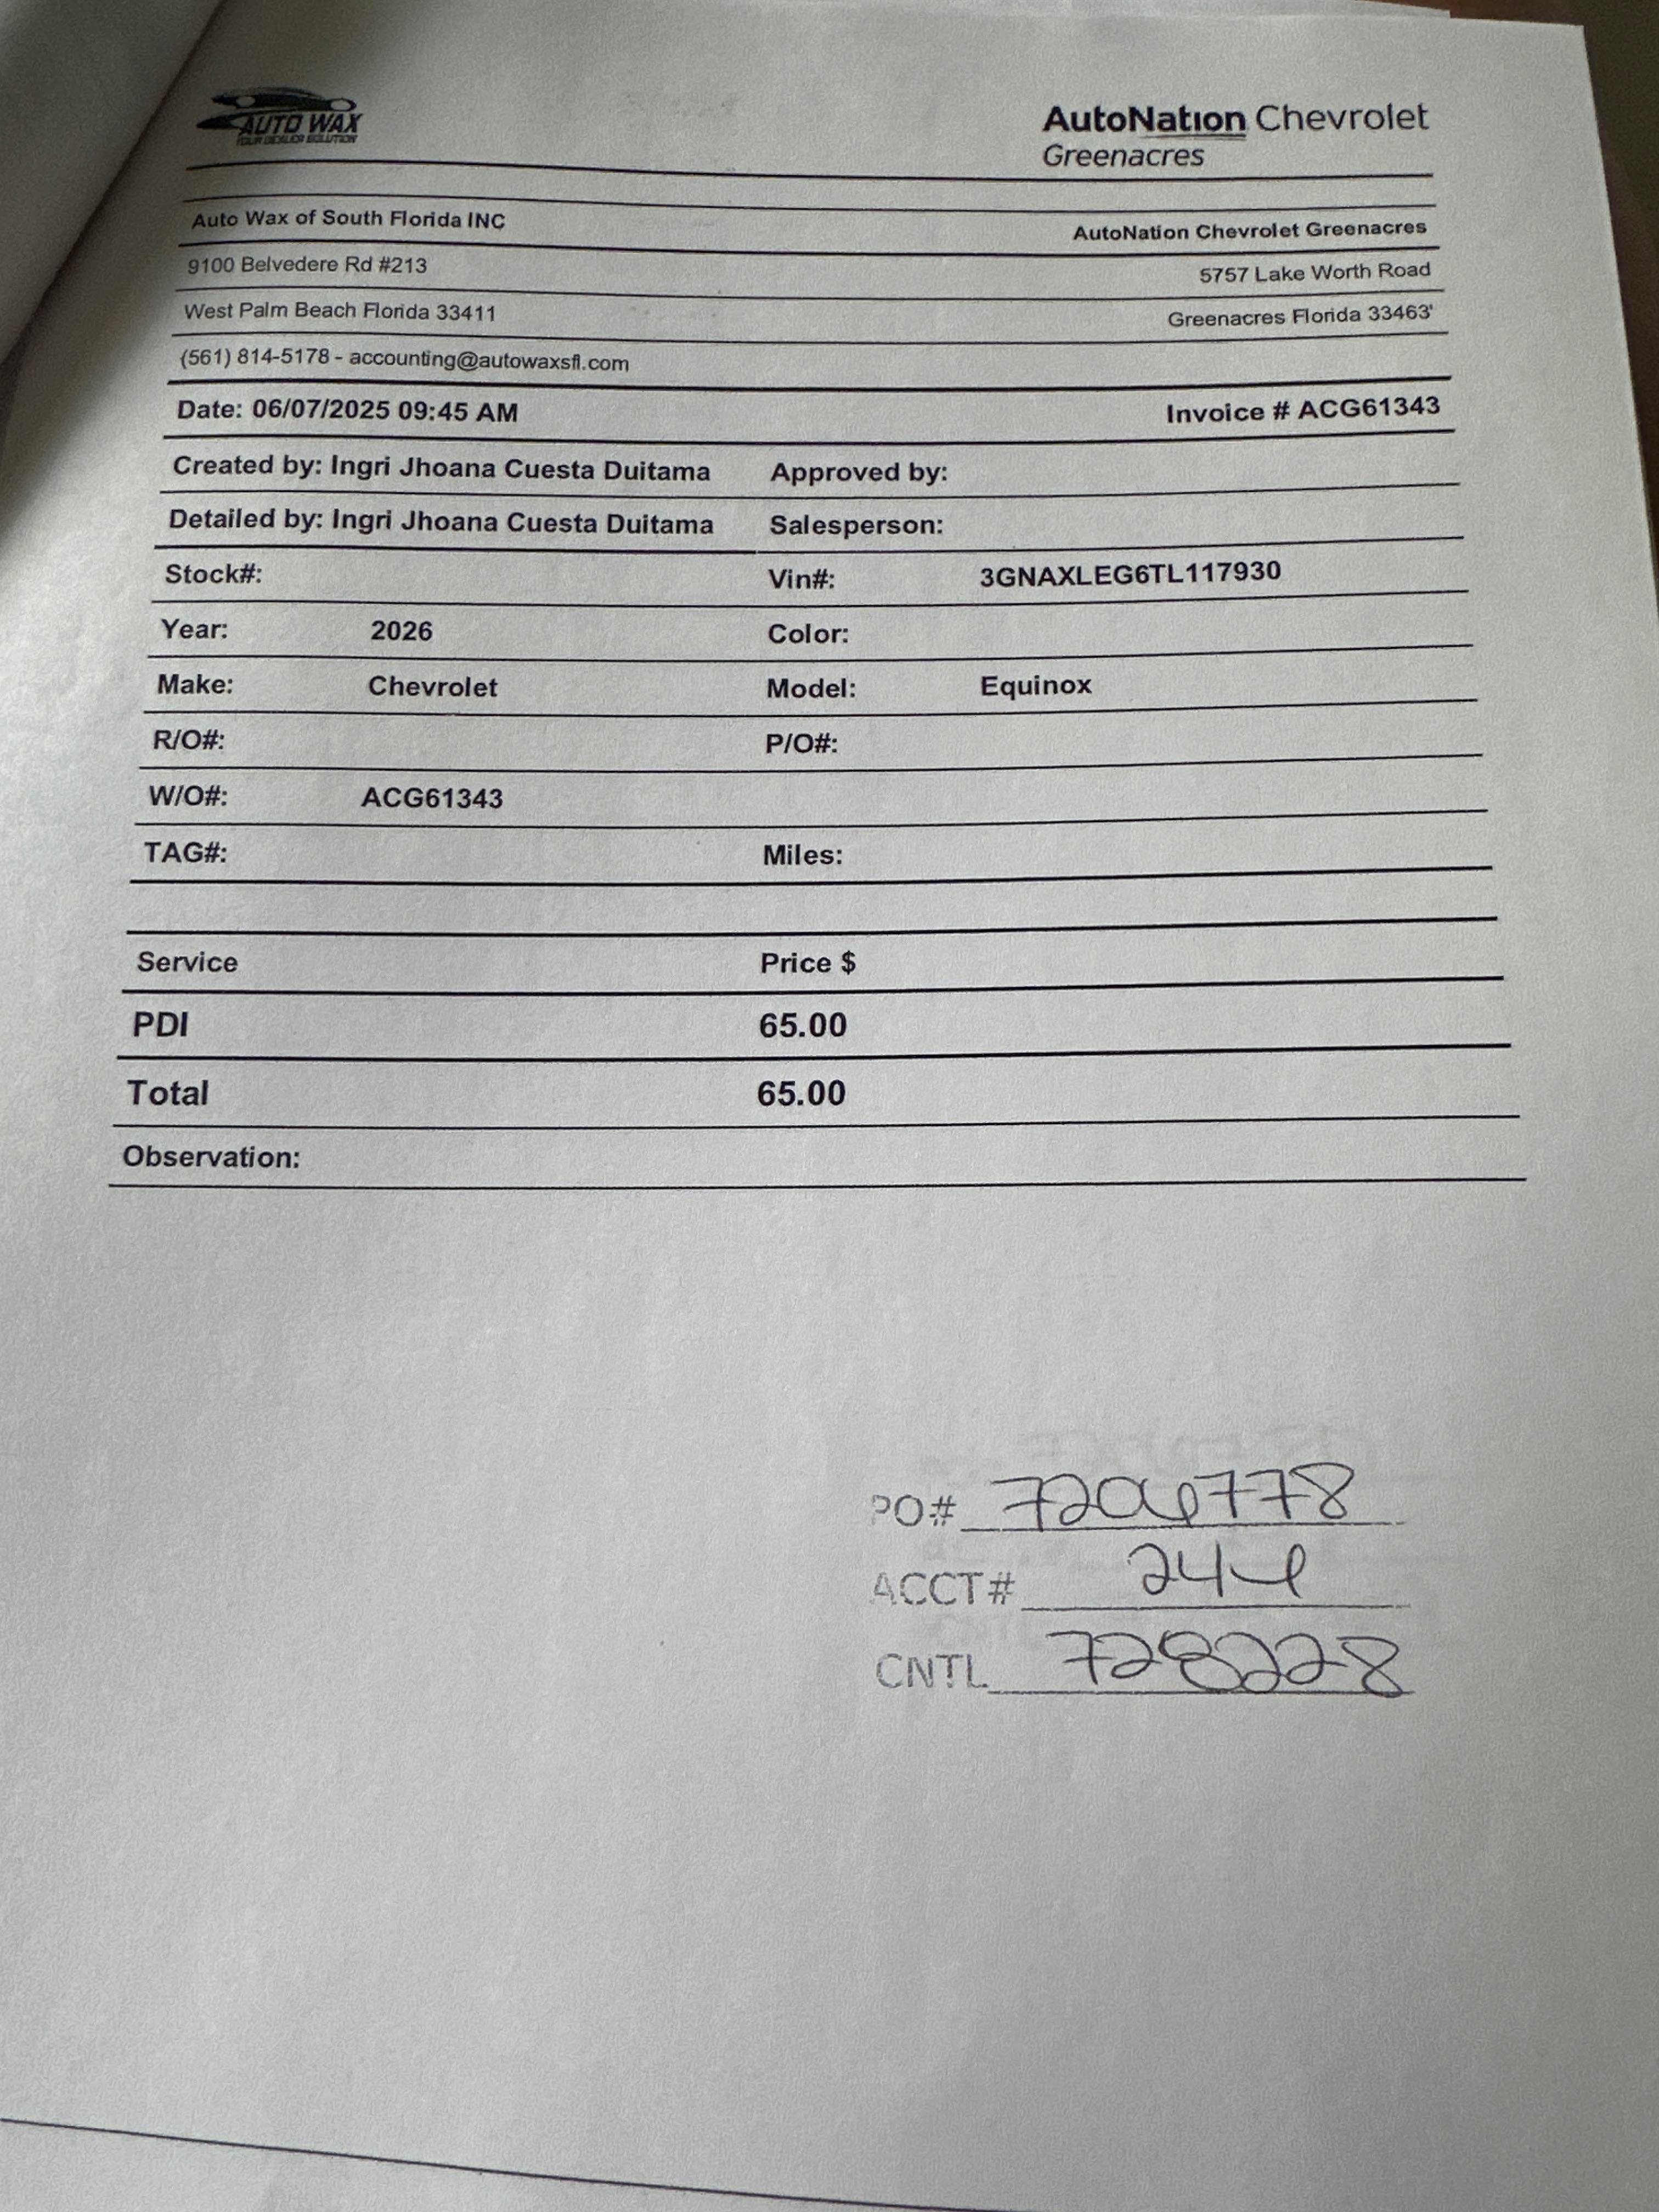 AUTO WAX
YOUR DEALER SOLUTION
AutoNation Chevrolet
Greenacres
Auto Wax of South Florida INC
AutoNation Chevrolet Greenacres
9100 Belvedere Rd #213
5757 Lake Worth Road
West Palm Beach Florida 33411
Greenacres Florida 33463'
(561) 814-5178 - accounting@autowaxsfl.com
Date: 06/07/2025 09:45 AM
Invoice # ACG61343
Created by: Ingri Jhoana Cuesta Duitama Approved by:
Detailed by: Ingri Jhoana Cuesta Duitama Salesperson:
Stock#: Vin#: 3GNAXLEG6TL117930
Year: 2026 Color:
Make: Chevrolet Model: Equinox
R/O#: P/O#:
W/O#: ACG61343
TAG#: Miles:
Service Price $
PDI 65.00
Total 65.00
Observation:
PO#
ACCT#
CNTL 728228